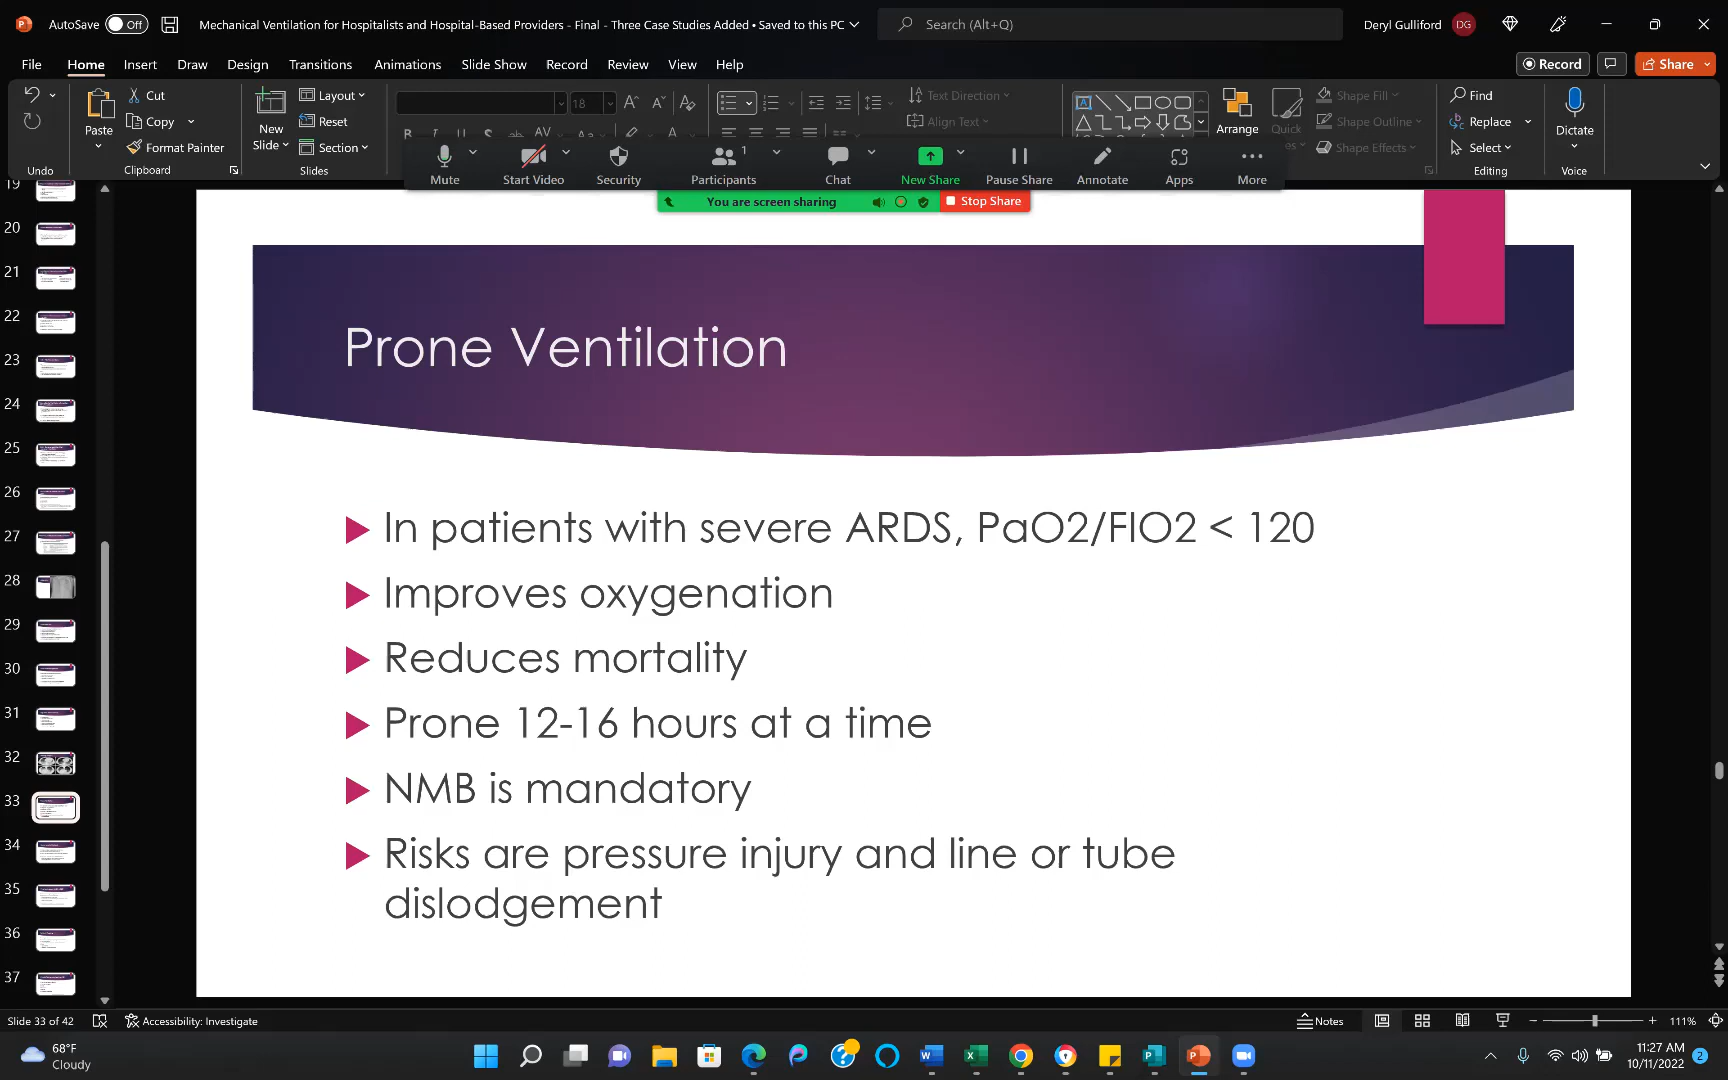 AutoSave Off Mechanical Ventilation for Hospitalists and Hospital-Based Providers - Final - Three Case Studies Added • Saved to this PC Search (Alt+Q) Deryl Gulliford DG
File Home Insert Draw Design Transitions Animations Slide Show Record Review View Help Record Share
Cut
Copy
Format Painter
Paste
New
Slide
Layout
Reset
Section
18
Text Direction
Align Text
Arrange
Quick
Shape Fill
Shape Outline
Shape Effects
Find
Replace
Select
Dictate
Undo Clipboard Slides Editing Voice
Mute Start Video Security Participants 1 Chat New Share Pause Share Annotate Apps More
You are screen sharing Stop Share
19
20
21
22
23
24
25
26
27
28
29
30
31
32
33
34
35
36
37
Prone Ventilation
In patients with severe ARDS, PaO2/FIO2 < 120
Improves oxygenation
Reduces mortality
Prone 12-16 hours at a time
NMB is mandatory
Risks are pressure injury and line or tube
dislodgement
Slide 33 of 42 Accessibility: Investigate Notes 111%
68°F
Cloudy
11:27 AM
10/11/2022
2